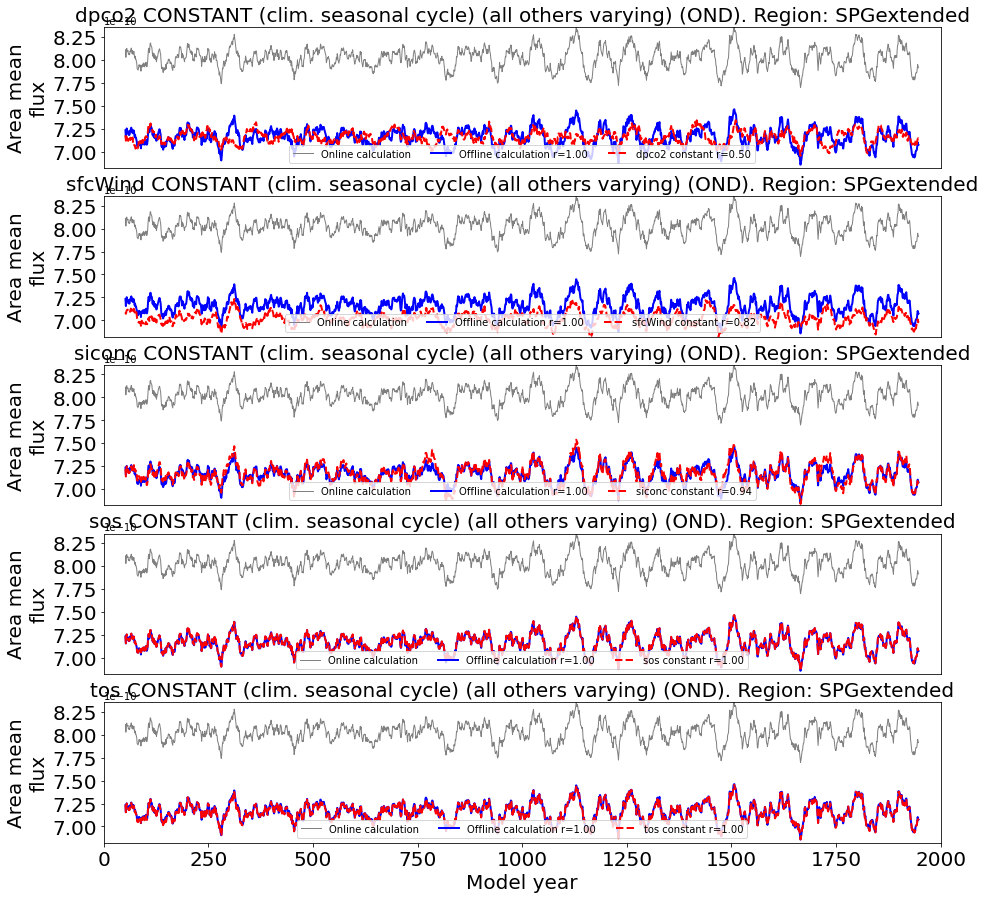 dpco2 CONSTANT (clim. seasonal cycle) (all others varying) (OND). Region: SPGextended
1e−10
8.25
8.00
7.50
7.25
7.00
Area mean
flux
Online calculation Offline calculation r=1.00 dpco2 constant r=0.50
sfcWind CONSTANT (clim. seasonal cycle) (all others varying) (OND). Region: SPGextended
1e−10
8.25
8.00
7.50
7.25
7.00
Area mean
flux
Online calculation Offline calculation r=1.00 sfcWind constant r=0.82
siconc CONSTANT (clim. seasonal cycle) (all others varying) (OND). Region: SPGextended
1e−10
8.25
8.00
7.50
7.25
7.00
Area mean
flux
Online calculation Offline calculation r=1.00 siconc constant r=0.94
sos CONSTANT (clim. seasonal cycle) (all others varying) (OND). Region: SPGextended
1e−10
8.25
8.00
7.75
7.50
7.25
7.00
Area mean
flux
Online calculation Offline calculation r=1.00 sos constant r=1.00
tos CONSTANT (clim. seasonal cycle) (all others varying) (OND). Region: SPGextended
1e−10
8.25
8.00
7.75
7.50
7.25
7.00
Area mean
flux
Online calculation Offline calculation r=1.00 tos constant r=1.00
0 250 500 750 1000 1250 1500 1750 2000
Model year